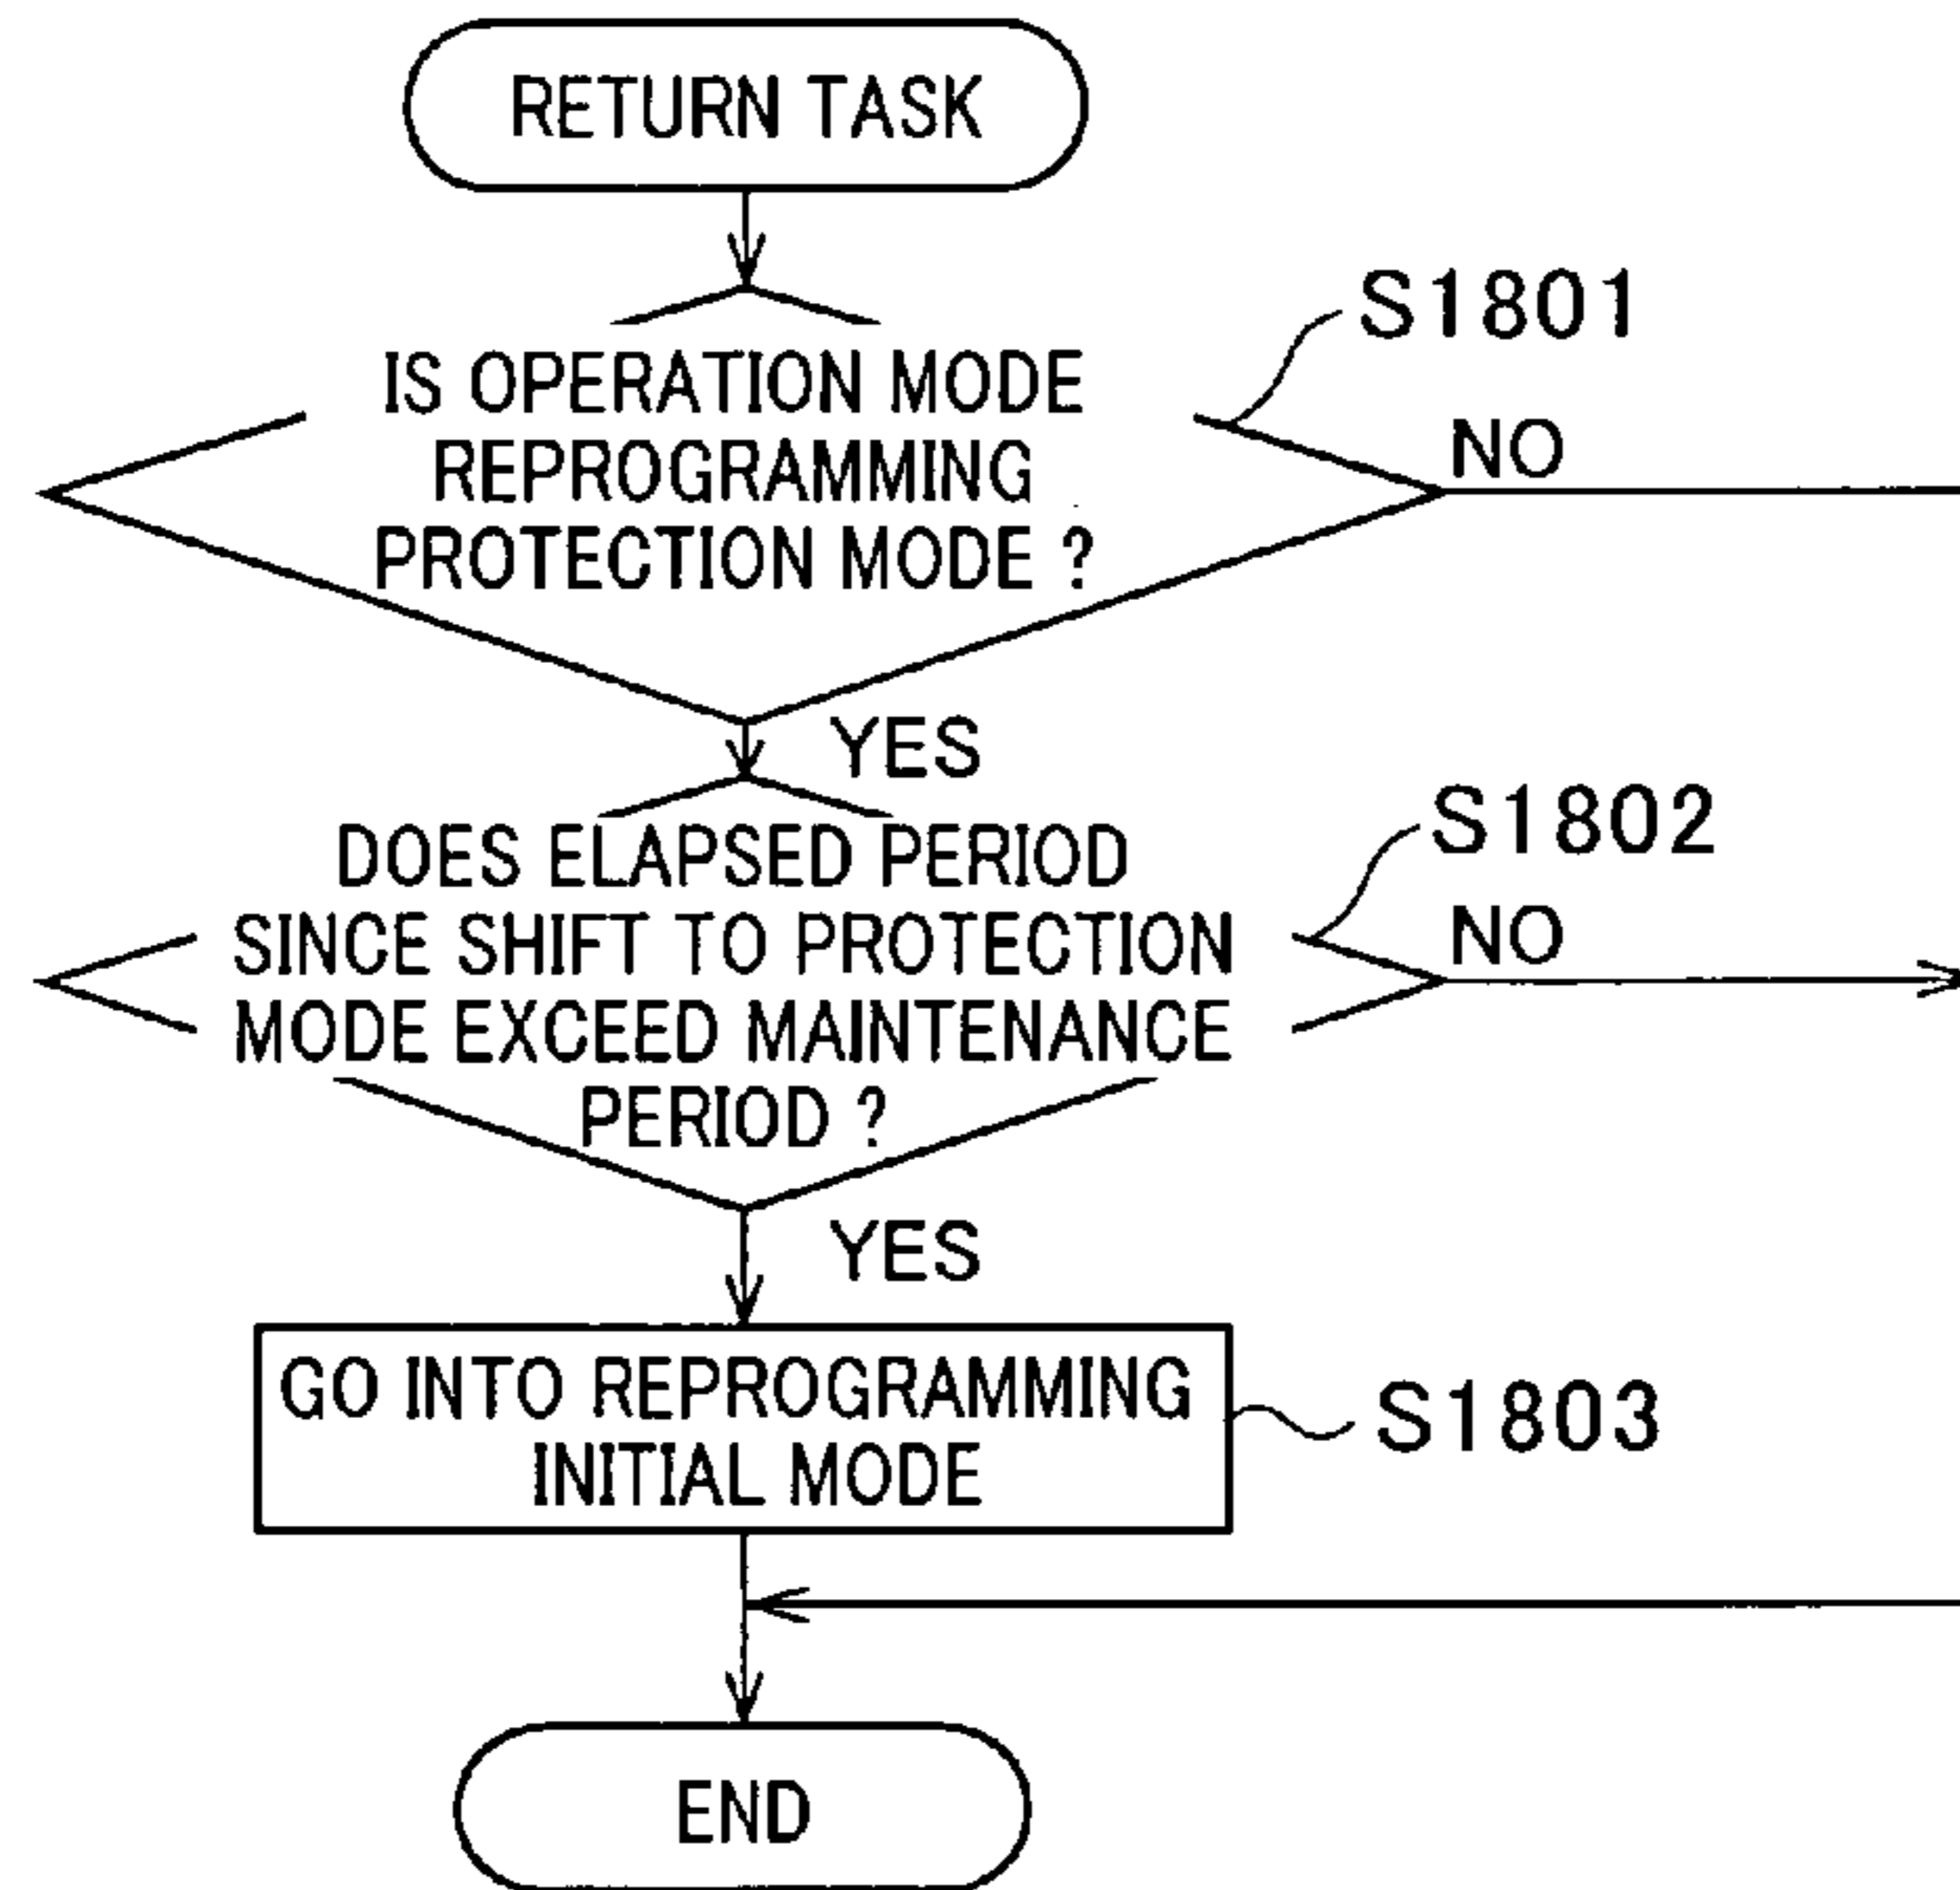 RETURN TASK
S1801
IS OPERATION MODE
REPROGRAMMING
PROTECTION MODE ?
NO
YES
S1802
DOES ELAPSED PERIOD
SINCE SHIFT TO PROTECTION
MODE EXCEED MAINTENANCE
PERIOD ?
NO
YES
GO INTO REPROGRAMMING
INITIAL MODE
S1803
END